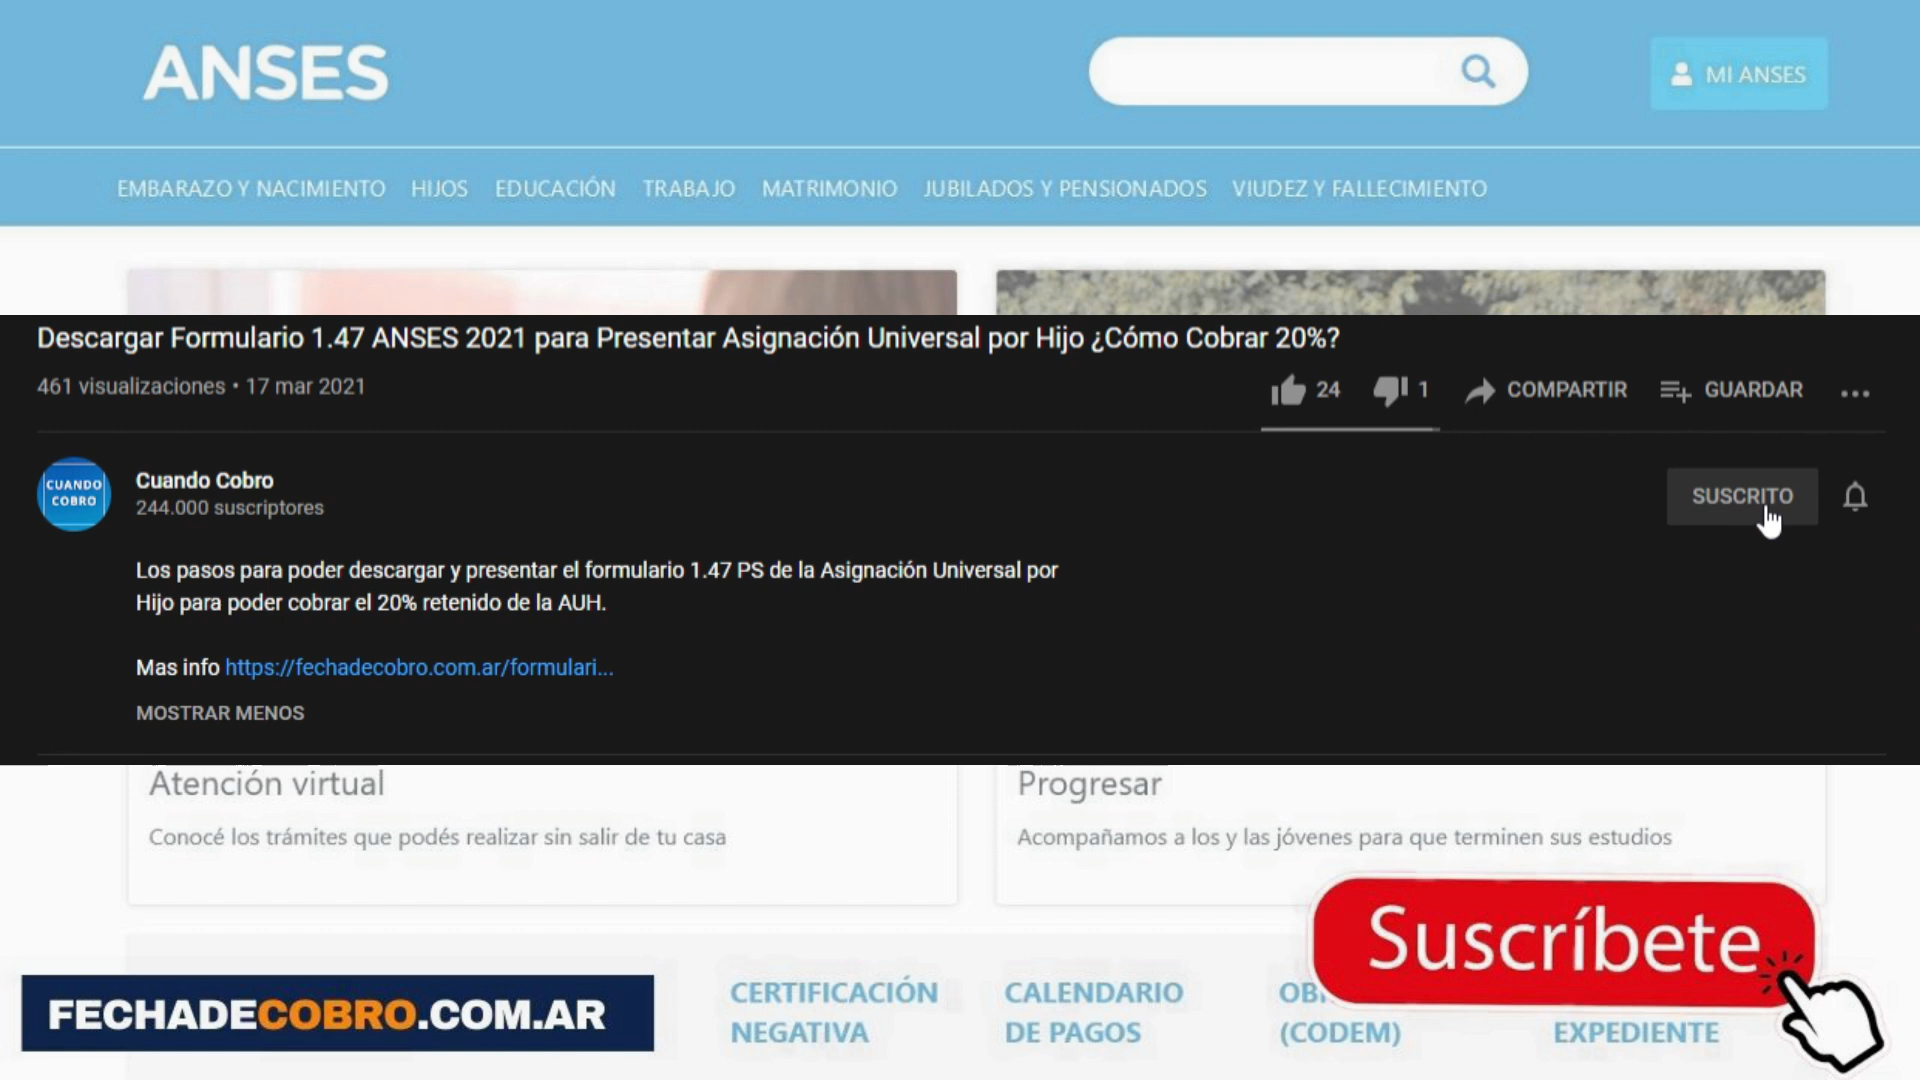 ANSES
MI ANSES
EMBARAZO Y NACIMIENTO HIJOS EDUCACIÓN TRABAJO MATRIMONIO JUBILADOS Y PENSIONADOS VIUDEZ Y FALLECIMIENTO
Descargar Formulario 1.47 ANSES 2021 para Presentar Asignación Universal por Hijo ¿Cómo Cobrar 20%?
461 visualizaciones • 17 mar 2021
24 1 COMPARTIR GUARDAR
CUANDO
COBRO
Cuando Cobro
244.000 suscriptores
SUSCRITO
Los pasos para poder descargar y presentar el formulario 1.47 PS de la Asignación Universal por
Hijo para poder cobrar el 20% retenido de la AUH.
Mas info https://fechadecobro.com.ar/formulari...
MOSTRAR MENOS
Atención virtual
Conocé los trámites que podés realizar sin salir de tu casa
Progresar
Acompañamos a los y las jóvenes para que terminen sus estudios
Suscríbete
FECHADECOBRO.COM.AR
CERTIFICACIÓN
NEGATIVA
CALENDARIO
DE PAGOS
(CODEM)
EXPEDIENTE